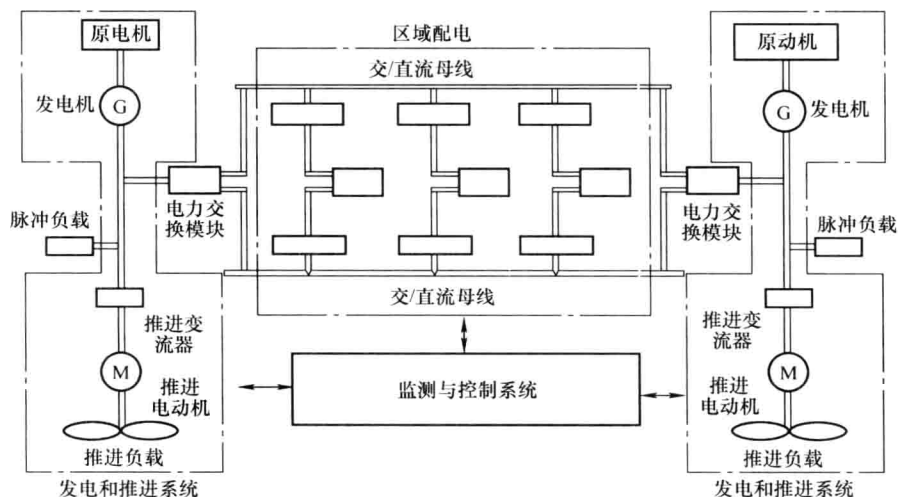 原电机
发电机
G
脉冲负载
电力交
换模块
推进变
流器
M
推进
电动机
推进负载
发电和推进系统
区域配电
交/直流母线
交/直流母线
监测与控制系统
原动机
G
发电机
电力交
换模块
脉冲负载
推进变
流器
M
推进
电动机
推进负载
发电和推进系统